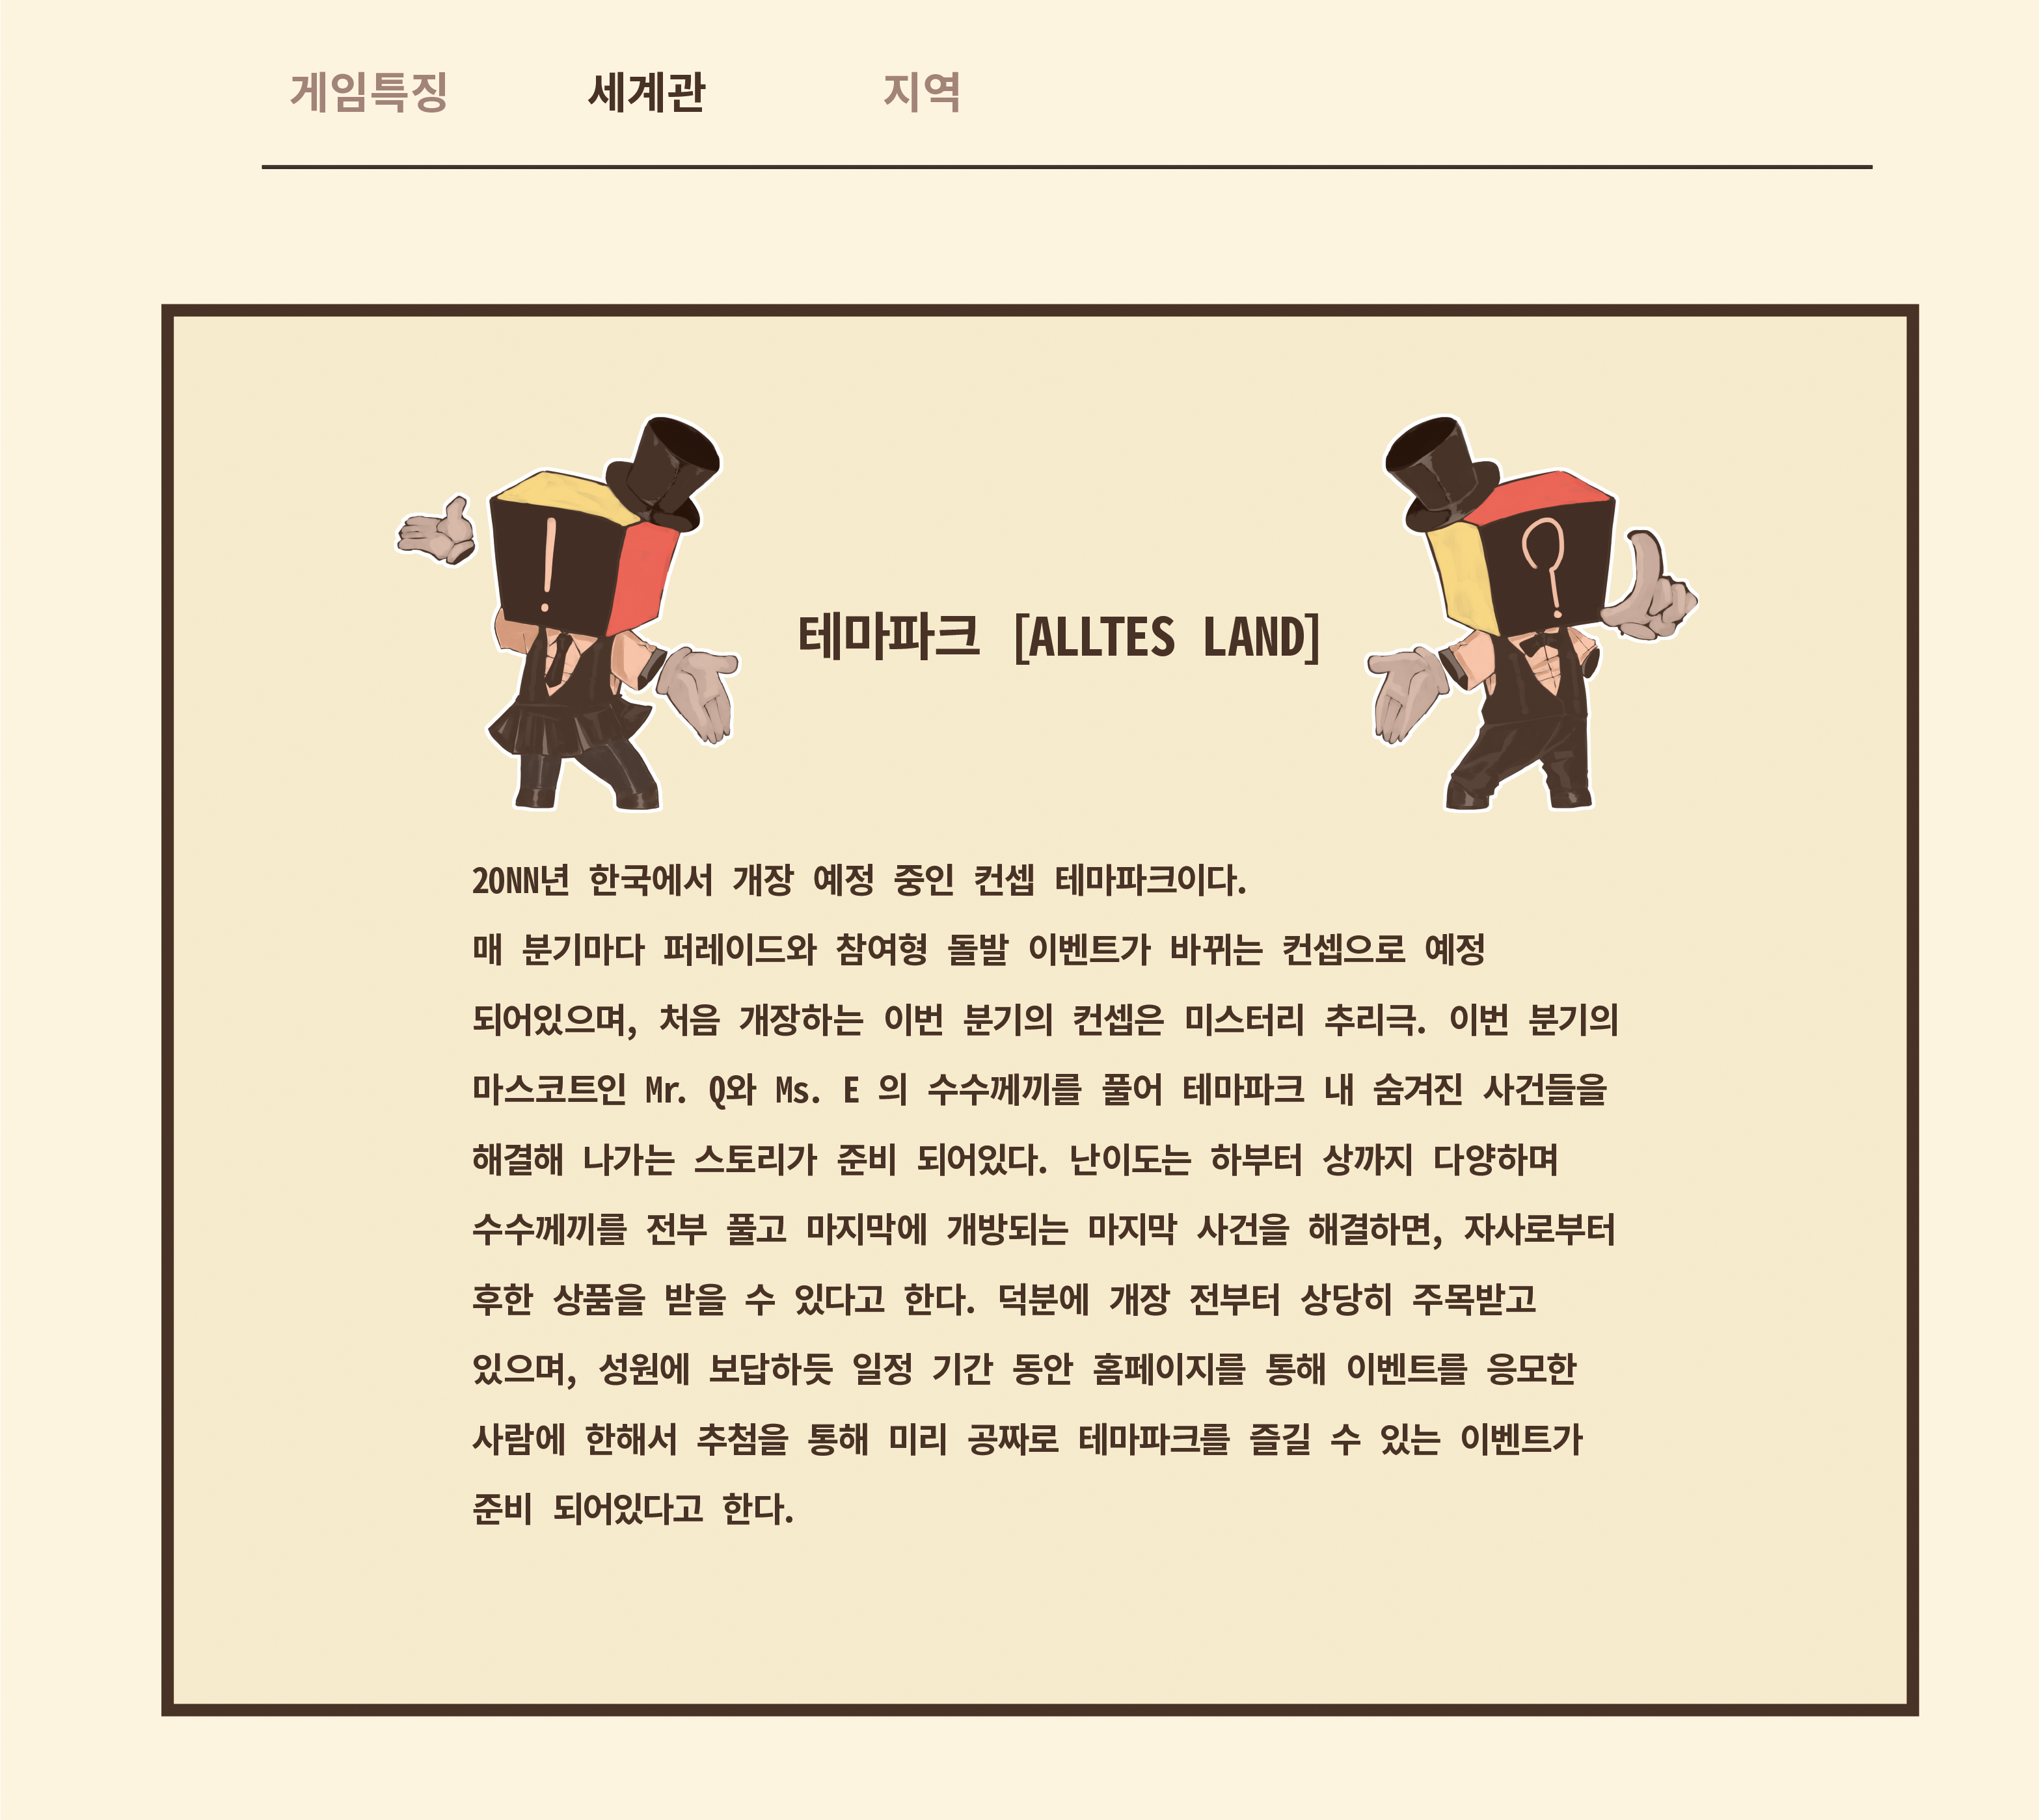 게임특징 세계관 지역
!
?
테마파크 [ALLTES LAND]
20NN년 한국에서 개장 예정 중인 컨셉 테마파크이다.
매 분기마다 퍼레이드와 참여형 돌발 이벤트가 바뀌는 컨셉으로 예정
되어있으며, 처음 개장하는 이번 분기의 컨셉은 미스터리 추리극. 이번 분기의
마스코트인 Mr. Q와 Ms. E 의 수수께끼를 풀어 테마파크 내 숨겨진 사건들을
해결해 나가는 스토리가 준비 되어있다. 난이도는 하부터 상까지 다양하며
수수께끼를 전부 풀고 마지막에 개방되는 마지막 사건을 해결하면, 자사로부터
후한 상품을 받을 수 있다고 한다. 덕분에 개장 전부터 상당히 주목받고
있으며, 성원에 보답하듯 일정 기간 동안 홈페이지를 통해 이벤트를 응모한
사람에 한해서 추첨을 통해 미리 공짜로 테마파크를 즐길 수 있는 이벤트가
준비 되어있다고 한다.